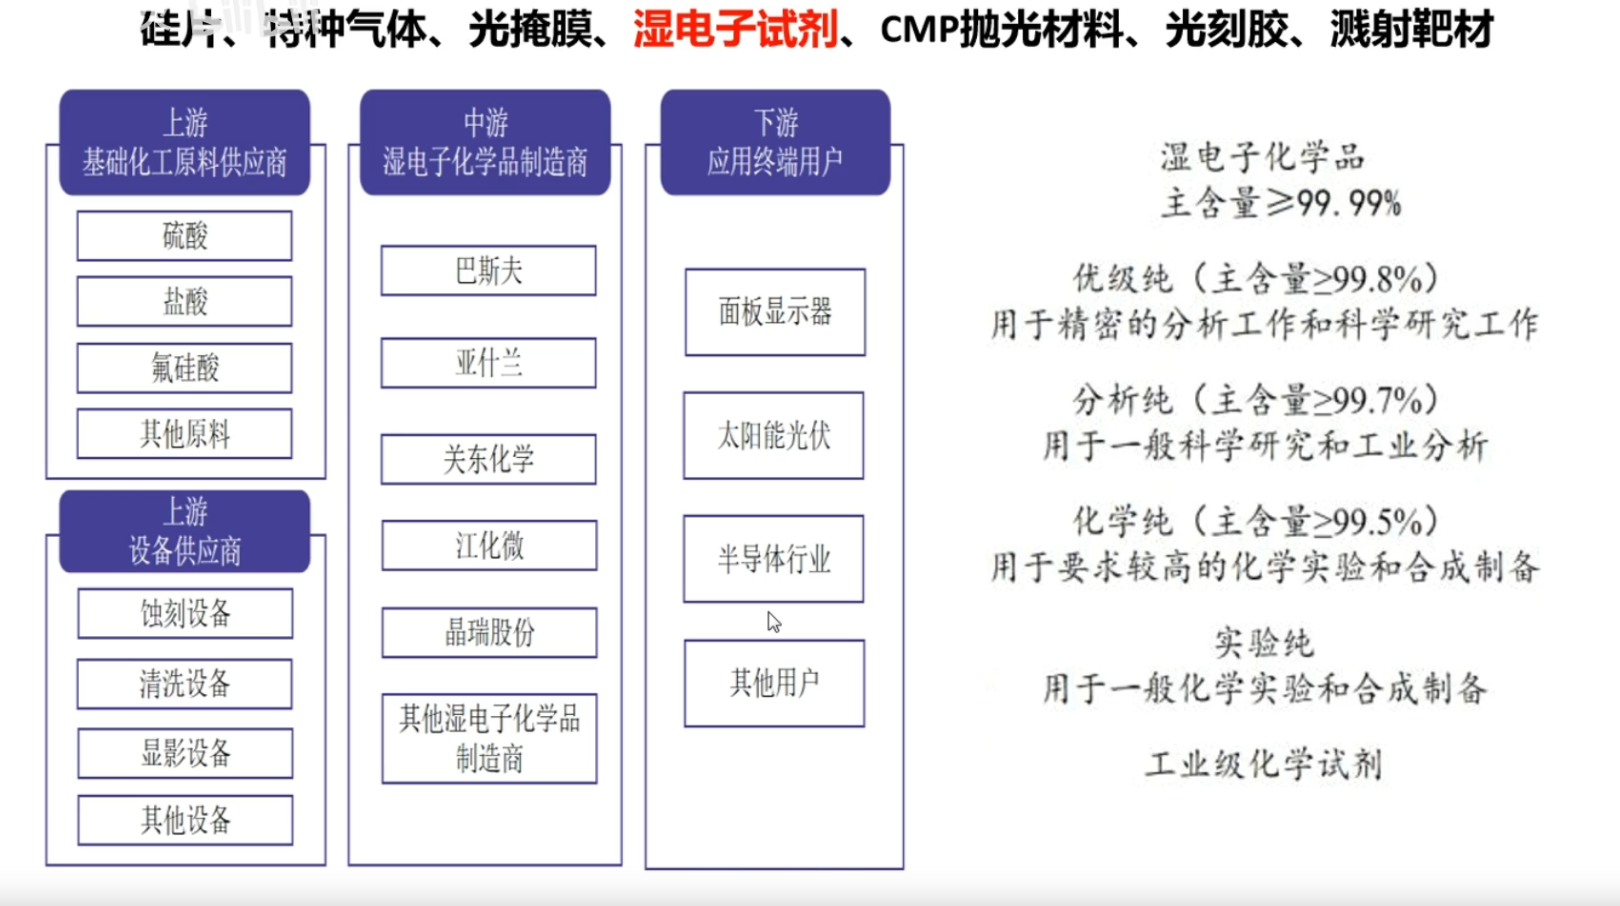 硅片、特种气体、光掩膜、湿电子试剂、CMP抛光材料、光刻胶、溅射靶材
上游
基础化工原料供应商
硫酸
盐酸
氟硅酸
其他原料
上游
设备供应商
蚀刻设备
清洗设备
显影设备
其他设备
中游
湿电子化学品制造商
巴斯夫
亚什兰
关东化学
江化微
晶瑞股份
其他湿电子化学品
制造商
下游
应用终端用户
面板显示器
太阳能光伏
半导体行业
其他用户
湿电子化学品
主含量≥99.99%
优级纯（主含量≥99.8%）
用于精密的分析工作和科学研究工作
分析纯（主含量≥99.7%）
用于一般科学研究和工业分析
化学纯（主含量≥99.5%）
用于要求较高的化学实验和合成制备
实验纯
用于一般化学实验和合成制备
工业级化学试剂